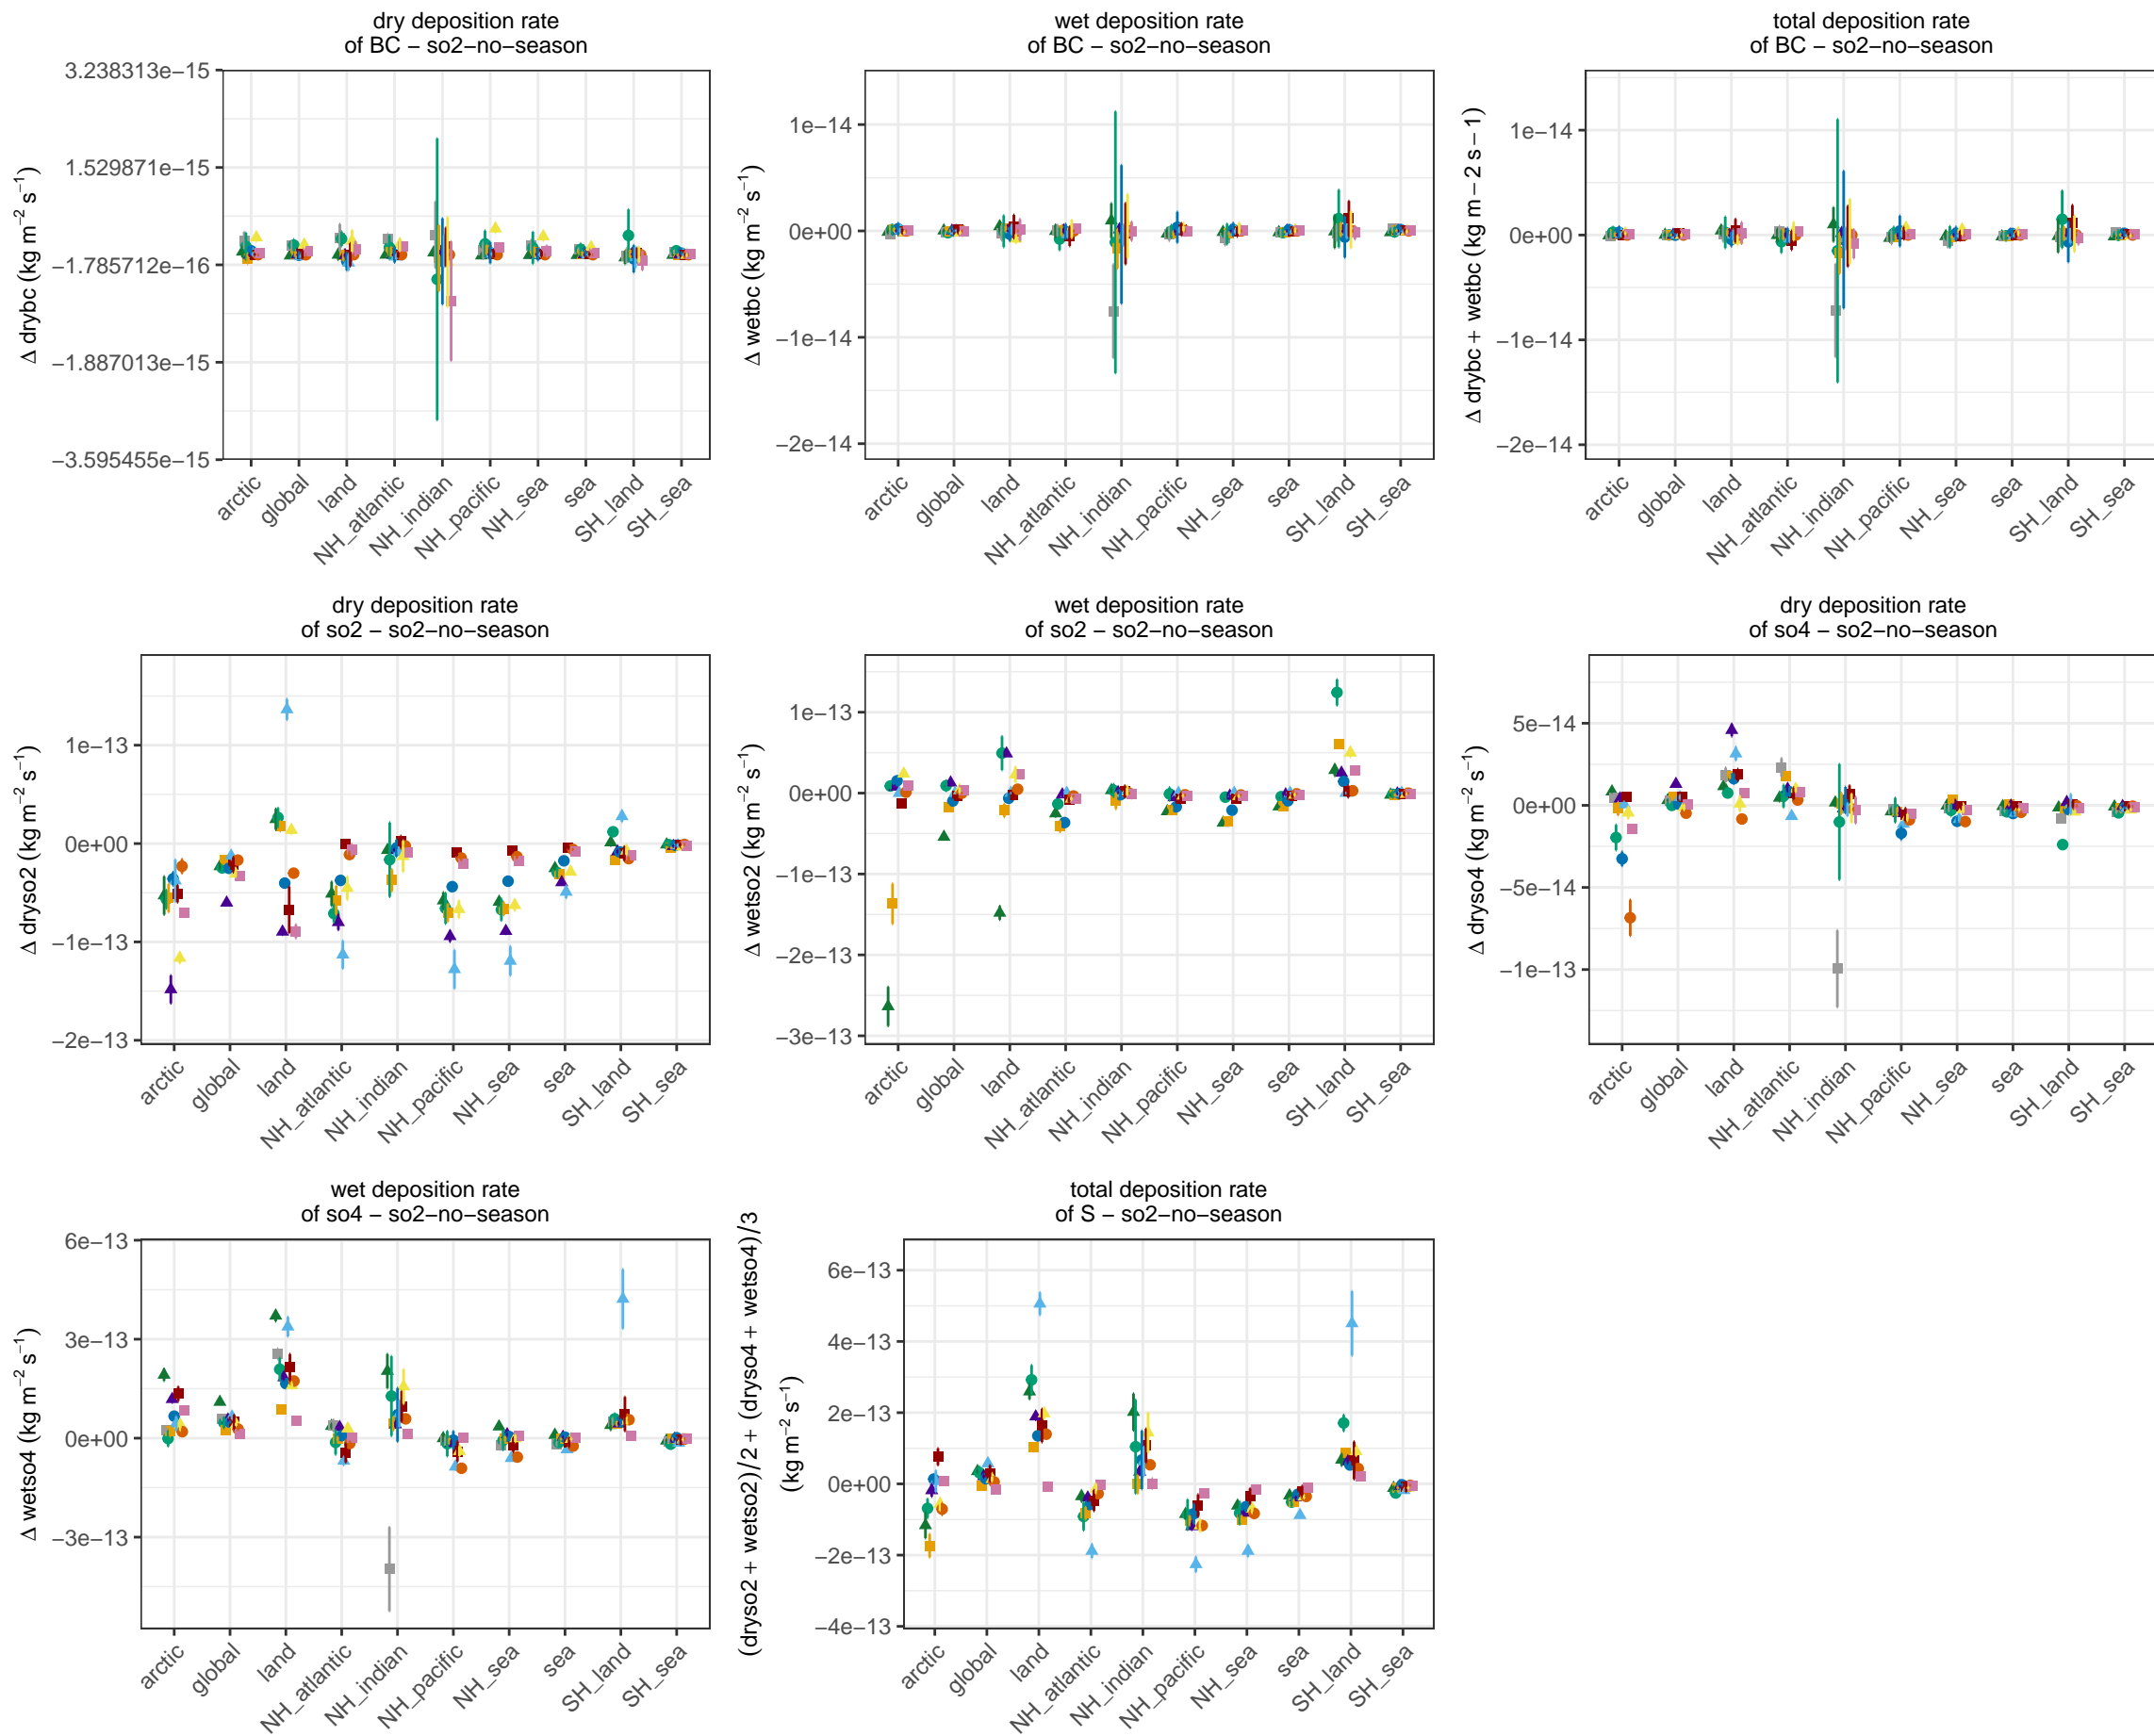 dry deposition rate
of BC − so2−no−season
Δ drybc (kg m⁻² s⁻¹)
3.238313e−15
1.529871e−15
−1.785712e−16
−1.887013e−15
−3.595455e−15
arctic
global
land
NH_atlantic
NH_indian
NH_pacific
NH_sea
sea
SH_land
SH_sea
wet deposition rate
of BC − so2−no−season
Δ wetbc (kg m⁻² s⁻¹)
1e−14
0e+00
−1e−14
−2e−14
arctic
global
land
NH_atlantic
NH_indian
NH_pacific
NH_sea
sea
SH_land
SH_sea
total deposition rate
of BC − so2−no−season
Δ drybc + wetbc (kg m − 2 s − 1)
1e−14
0e+00
−1e−14
−2e−14
arctic
global
land
NH_atlantic
NH_indian
NH_pacific
NH_sea
sea
SH_land
SH_sea
dry deposition rate
of so2 − so2−no−season
Δ dryso2 (kg m⁻² s⁻¹)
1e−13
0e+00
−1e−13
−2e−13
arctic
global
land
NH_atlantic
NH_indian
NH_pacific
NH_sea
sea
SH_land
SH_sea
wet deposition rate
of so2 − so2−no−season
Δ wetso2 (kg m⁻² s⁻¹)
1e−13
0e+00
−1e−13
−2e−13
−3e−13
arctic
global
land
NH_atlantic
NH_indian
NH_pacific
NH_sea
sea
SH_land
SH_sea
dry deposition rate
of so4 − so2−no−season
Δ dryso4 (kg m⁻² s⁻¹)
5e−14
0e+00
−5e−14
−1e−13
arctic
global
land
NH_atlantic
NH_indian
NH_pacific
NH_sea
sea
SH_land
SH_sea
wet deposition rate
of so4 − so2−no−season
Δ wetso4 (kg m⁻² s⁻¹)
6e−13
3e−13
0e+00
−3e−13
arctic
global
land
NH_atlantic
NH_indian
NH_pacific
NH_sea
sea
SH_land
SH_sea
total deposition rate
of S − so2−no−season
(dryso2 + wetso2)/2 + (dryso4 + wetso4)/3
(kg m⁻² s⁻¹)
6e−13
4e−13
2e−13
0e+00
−2e−13
−4e−13
arctic
global
land
NH_atlantic
NH_indian
NH_pacific
NH_sea
sea
SH_land
SH_sea